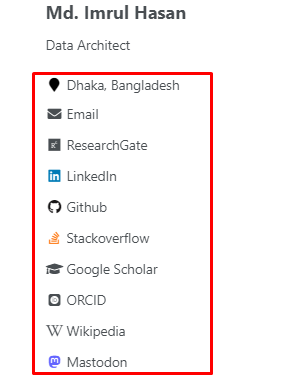 Md. Imrul Hasan
Data Architect
Dhaka, Bangladesh
Email
ResearchGate
LinkedIn
Github
Stackoverflow
Google Scholar
ORCID
Wikipedia
Mastodon